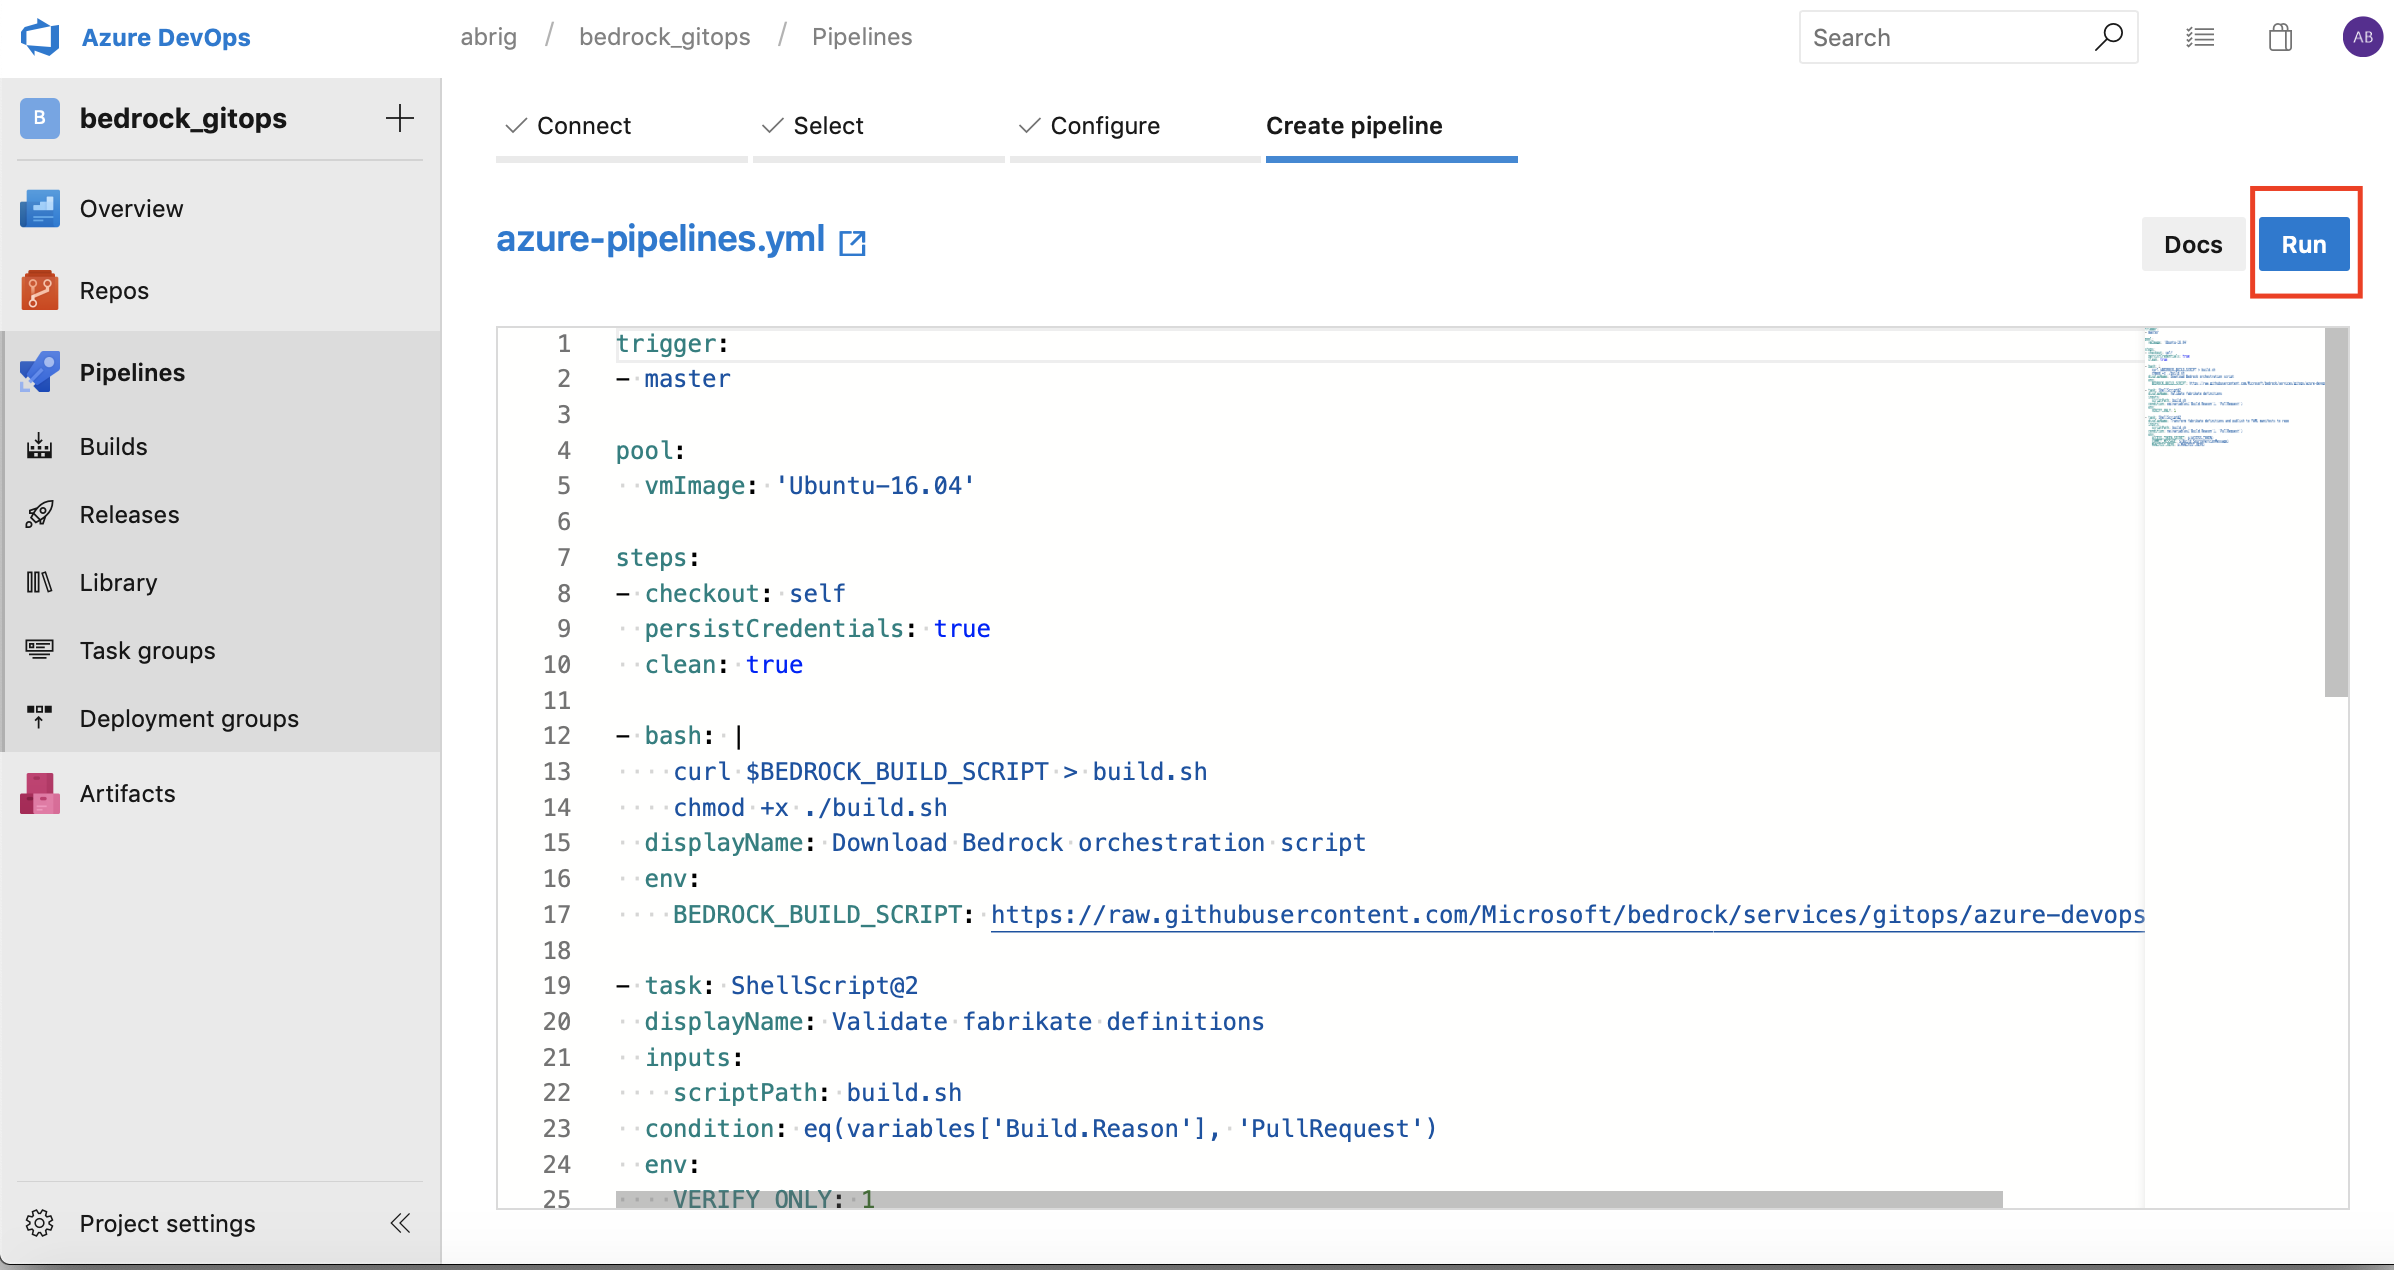 Azure DevOps
abrig / bedrock_gitops / Pipelines
Search
AB
B bedrock_gitops
Overview
Repos
Pipelines
Builds
Releases
Library
Task groups
Deployment groups
Artifacts
Project settings
Connect
Select
Configure
Create pipeline
azure-pipelines.yml
Docs
Run
1 trigger:
2 - master
3
4 pool:
5   vmImage: 'Ubuntu-16.04'
6
7 steps:
8 - checkout: self
9   persistCredentials: true
10   clean: true
11
12 - bash: |
13     curl $BEDROCK_BUILD_SCRIPT > build.sh
14     chmod +x ./build.sh
15   displayName: Download Bedrock orchestration script
16   env:
17     BEDROCK_BUILD_SCRIPT: https://raw.githubusercontent.com/Microsoft/bedrock/services/gitops/azure-devops
18
19 - task: ShellScript@2
20   displayName: Validate fabrikate definitions
21   inputs:
22     scriptPath: build.sh
23   condition: eq(variables['Build.Reason'], 'PullRequest')
24   env:
25     VERIFY_ONLY: 1